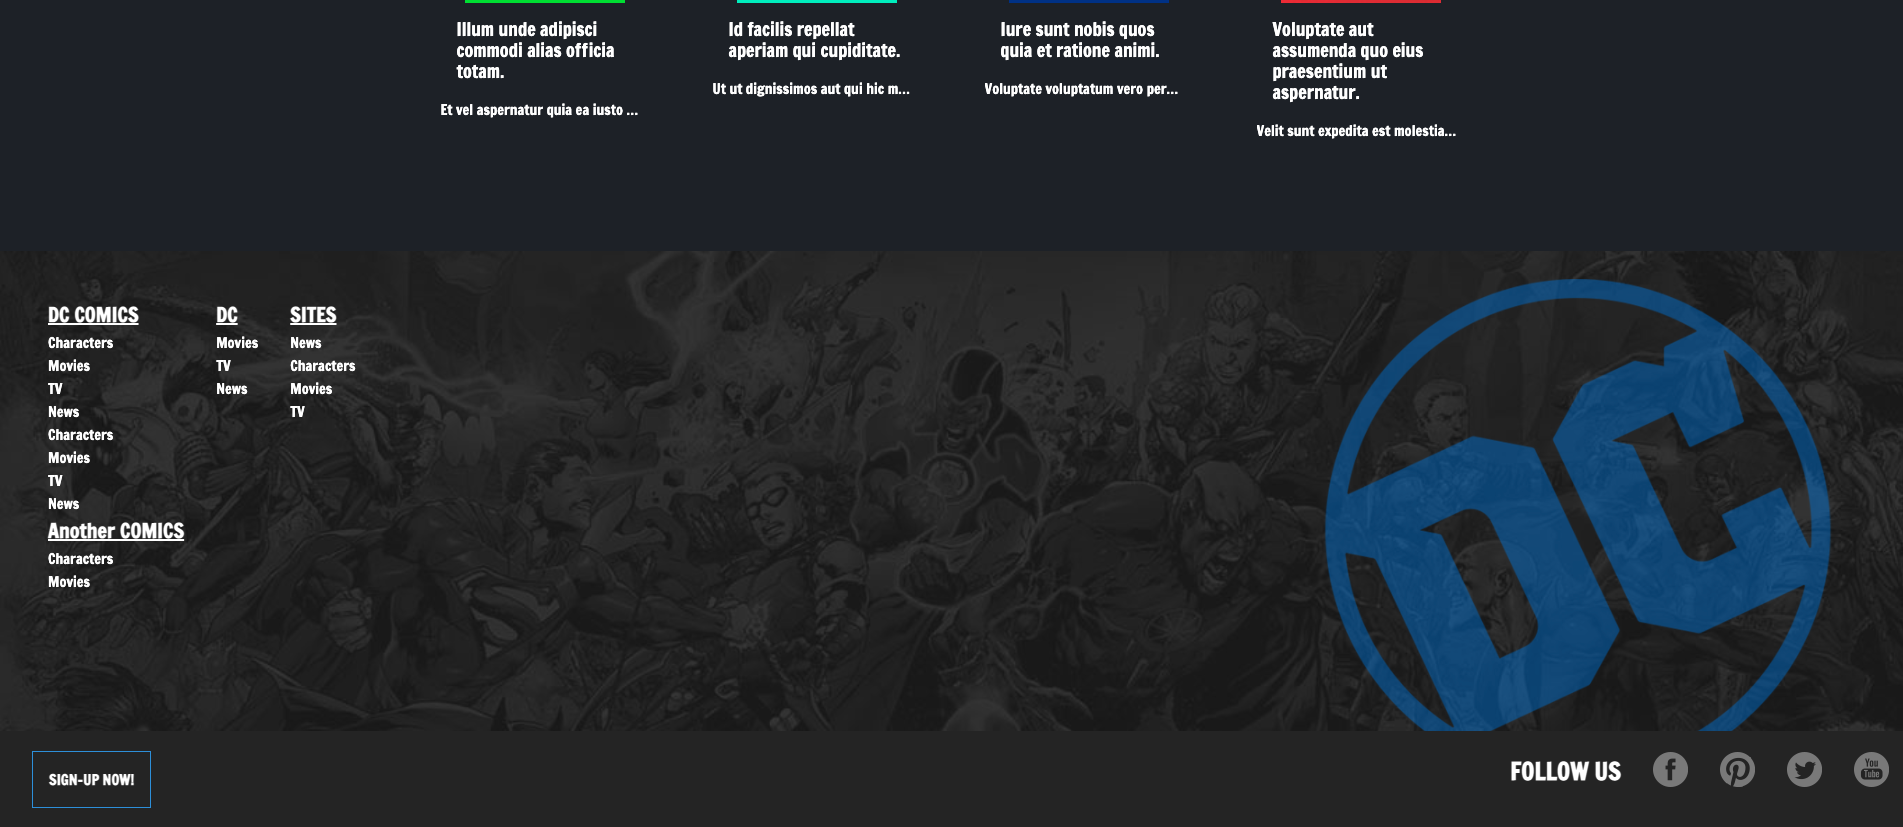 Illum unde adipisci
commodi alias officia
totam.
Et vel aspernatur quia ea iusto ...
Id facilis repellat
aperiam qui cupiditate.
Ut ut dignissimos aut qui hic m...
Iure sunt nobis quos
quia et ratione animi.
Voluptate voluptatum vero per...
Voluptate aut
assumenda quo eius
praesentium ut
aspernatur.
Velit sunt expedita est molestia...
DC COMICS
Characters
Movies
TV
News
Characters
Movies
TV
News
Another COMICS
Characters
Movies
DC
Movies
TV
News
SITES
News
Characters
Movies
TV
DC
SIGN-UP NOW!
FOLLOW US
You
Tube